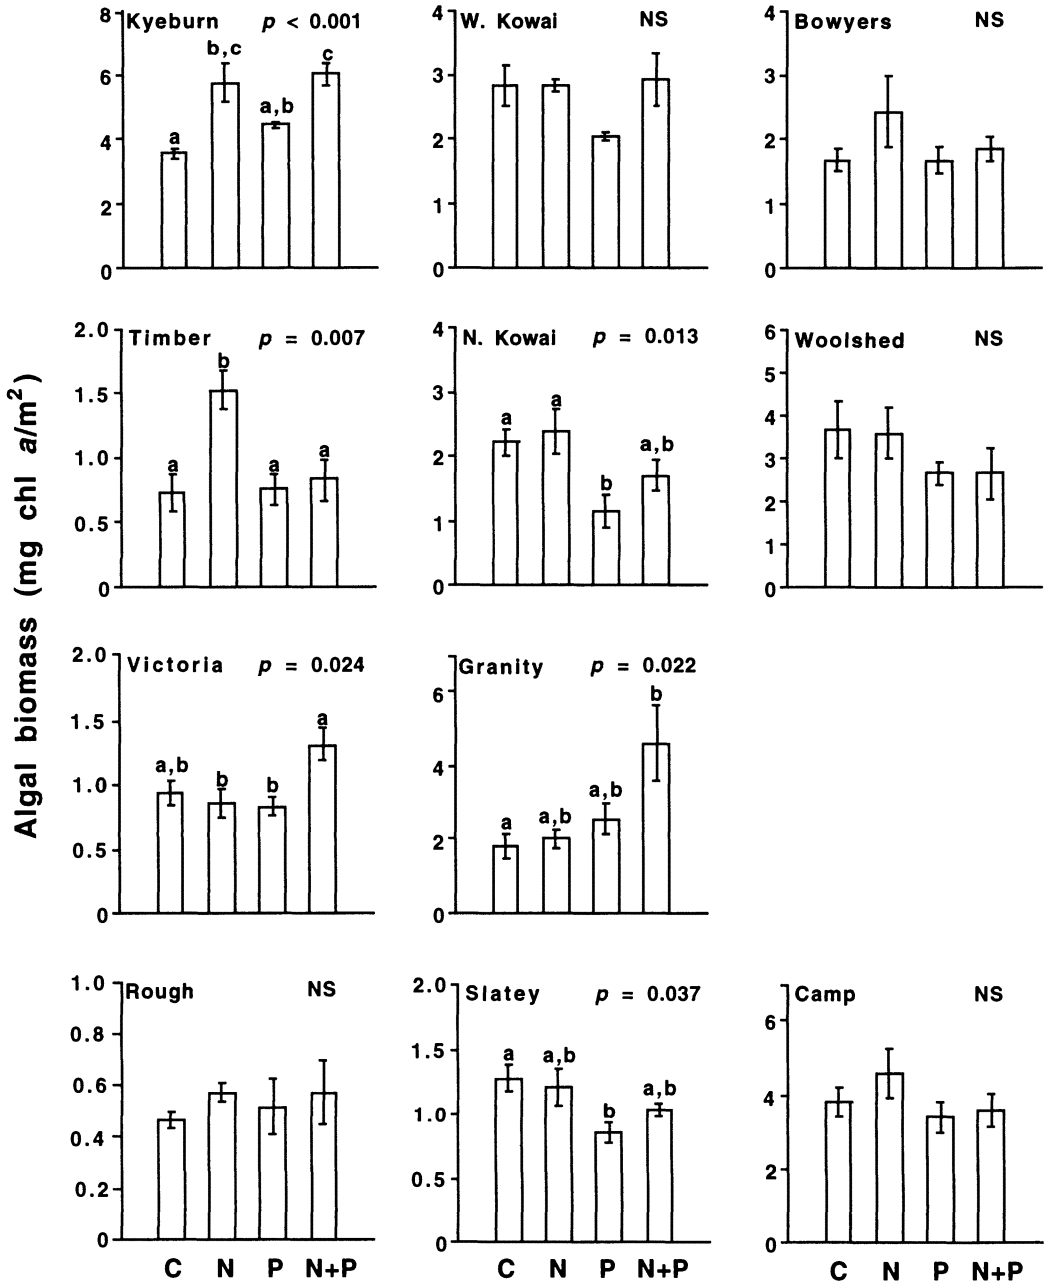 Algal biomass (mg chl a/m2)
Kyeburn p < 0.001
8
6
4
2
0
a
b,c
a,b
c
W. Kowai NS
4
3
2
1
0
Bowyers NS
4
3
2
1
0
Timber p = 0.007
2.0
1.5
1.0
0.5
0
a
b
a
a
N. Kowai p = 0.013
4
3
2
1
0
a
a
b
a,b
Woolshed NS
6
5
4
3
2
1
0
Victoria p = 0.024
2.0
1.5
1.0
0.5
0
a,b
b
b
a
Granity p = 0.022
6
4
2
0
a
a,b
a,b
b
Rough NS
1.0
0.8
0.6
0.4
0.2
0
C N P N+P
Slatey p = 0.037
2.0
1.5
1.0
0.5
0
a
a,b
b
a,b
C N P N+P
Camp NS
6
4
2
0
C N P N+P